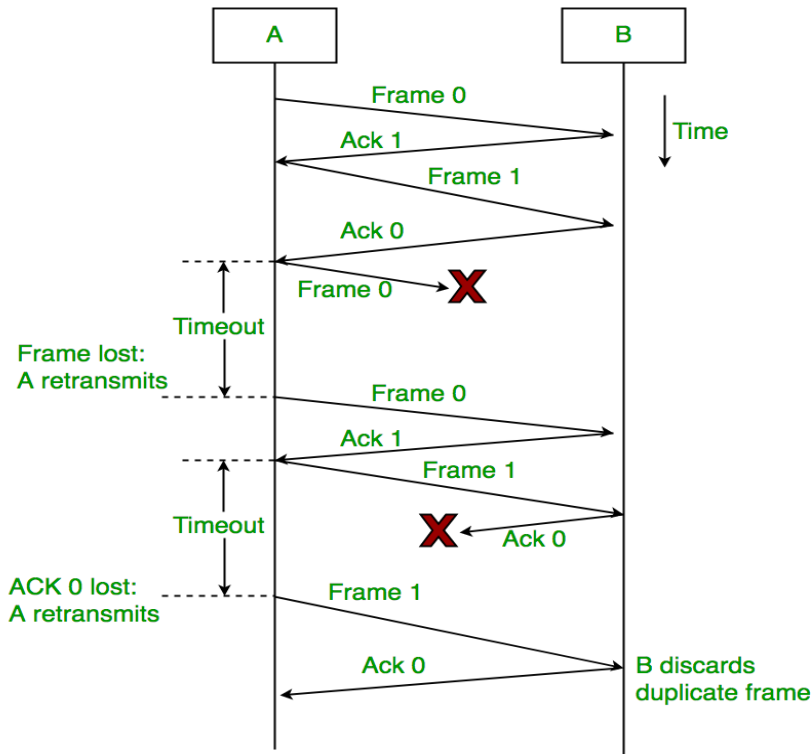 A
B
Frame 0
Time
Ack 1
Frame 1
Ack 0
Frame 0
Timeout
Frame lost:
A retransmits
Frame 0
Ack 1
Frame 1
Timeout
Ack 0
ACK 0 lost:
A retransmits
Frame 1
Ack 0
B discards
duplicate frame